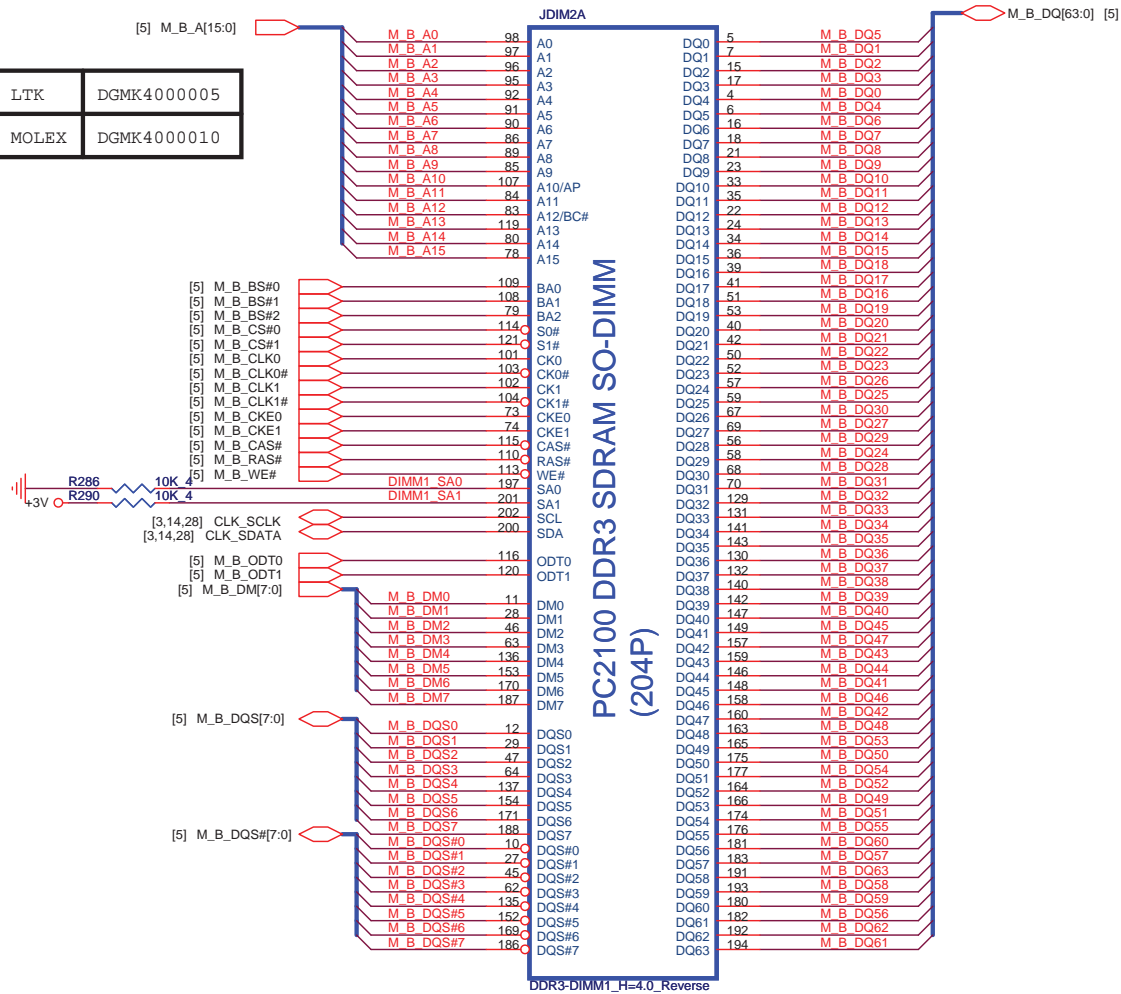 JDIM2A
[5] M_B_A[15:0]
M_B_DQ[63:0] [5]
LTK DGMK4000005
MOLEX DGMK4000010
M_B_A0 98 A0
M_B_A1 97 A1
M_B_A2 96 A2
M_B_A3 95 A3
M_B_A4 92 A4
M_B_A5 91 A5
M_B_A6 90 A6
M_B_A7 86 A7
M_B_A8 89 A8
M_B_A9 85 A9
M_B_A10 107 A10/AP
M_B_A11 84 A11
M_B_A12 83 A12/BC#
M_B_A13 119 A13
M_B_A14 80 A14
M_B_A15 78 A15
[5] M_B_BS#0 109 BA0
[5] M_B_BS#1 108 BA1
[5] M_B_BS#2 79 BA2
[5] M_B_CS#0 114 S0#
[5] M_B_CS#1 121 S1#
[5] M_B_CLK0 101 CK0
[5] M_B_CLK0# 103 CK0#
[5] M_B_CLK1 102 CK1
[5] M_B_CLK1# 104 CK1#
[5] M_B_CKE0 73 CKE0
[5] M_B_CKE1 74 CKE1
[5] M_B_CAS# 115 CAS#
[5] M_B_RAS# 110 RAS#
[5] M_B_WE# 113 WE#
R286 10K_4 DIMM1_SA0 197 SA0
+3V R290 10K_4 DIMM1_SA1 201 SA1
[3,14,28] CLK_SCLK 202 SCL
[3,14,28] CLK_SDATA 200 SDA
[5] M_B_ODT0 116 ODT0
[5] M_B_ODT1 120 ODT1
[5] M_B_DM[7:0]
M_B_DM0 11 DM0
M_B_DM1 28 DM1
M_B_DM2 46 DM2
M_B_DM3 63 DM3
M_B_DM4 136 DM4
M_B_DM5 153 DM5
M_B_DM6 170 DM6
M_B_DM7 187 DM7
[5] M_B_DQS[7:0]
M_B_DQS0 12 DQS0
M_B_DQS1 29 DQS1
M_B_DQS2 47 DQS2
M_B_DQS3 64 DQS3
M_B_DQS4 137 DQS4
M_B_DQS5 154 DQS5
M_B_DQS6 171 DQS6
M_B_DQS7 188 DQS7
[5] M_B_DQS#[7:0]
M_B_DQS#0 10 DQS#0
M_B_DQS#1 27 DQS#1
M_B_DQS#2 45 DQS#2
M_B_DQS#3 62 DQS#3
M_B_DQS#4 135 DQS#4
M_B_DQS#5 152 DQS#5
M_B_DQS#6 169 DQS#6
M_B_DQS#7 186 DQS#7
PC2100 DDR3 SDRAM SO-DIMM
(204P)
DQ0 5 M_B_DQ5
DQ1 7 M_B_DQ1
DQ2 15 M_B_DQ2
DQ3 17 M_B_DQ3
DQ4 4 M_B_DQ0
DQ5 6 M_B_DQ4
DQ6 16 M_B_DQ6
DQ7 18 M_B_DQ7
DQ8 21 M_B_DQ8
DQ9 23 M_B_DQ9
DQ10 33 M_B_DQ10
DQ11 35 M_B_DQ11
DQ12 22 M_B_DQ12
DQ13 24 M_B_DQ13
DQ14 34 M_B_DQ14
DQ15 36 M_B_DQ15
DQ16 39 M_B_DQ18
DQ17 41 M_B_DQ17
DQ18 51 M_B_DQ16
DQ19 53 M_B_DQ19
DQ20 40 M_B_DQ20
DQ21 42 M_B_DQ21
DQ22 50 M_B_DQ22
DQ23 52 M_B_DQ23
DQ24 57 M_B_DQ26
DQ25 59 M_B_DQ25
DQ26 67 M_B_DQ30
DQ27 69 M_B_DQ27
DQ28 56 M_B_DQ29
DQ29 58 M_B_DQ24
DQ30 68 M_B_DQ28
DQ31 70 M_B_DQ31
DQ32 129 M_B_DQ32
DQ33 131 M_B_DQ33
DQ34 141 M_B_DQ34
DQ35 143 M_B_DQ35
DQ36 130 M_B_DQ36
DQ37 132 M_B_DQ37
DQ38 140 M_B_DQ38
DQ39 142 M_B_DQ39
DQ40 147 M_B_DQ40
DQ41 149 M_B_DQ45
DQ42 157 M_B_DQ47
DQ43 159 M_B_DQ43
DQ44 146 M_B_DQ44
DQ45 148 M_B_DQ41
DQ46 158 M_B_DQ46
DQ47 160 M_B_DQ42
DQ48 163 M_B_DQ48
DQ49 165 M_B_DQ53
DQ50 175 M_B_DQ50
DQ51 177 M_B_DQ54
DQ52 164 M_B_DQ52
DQ53 166 M_B_DQ49
DQ54 174 M_B_DQ51
DQ55 176 M_B_DQ55
DQ56 181 M_B_DQ60
DQ57 183 M_B_DQ57
DQ58 191 M_B_DQ63
DQ59 193 M_B_DQ58
DQ60 180 M_B_DQ59
DQ61 182 M_B_DQ56
DQ62 192 M_B_DQ62
DQ63 194 M_B_DQ61
DDR3-DIMM1_H=4.0_Reverse